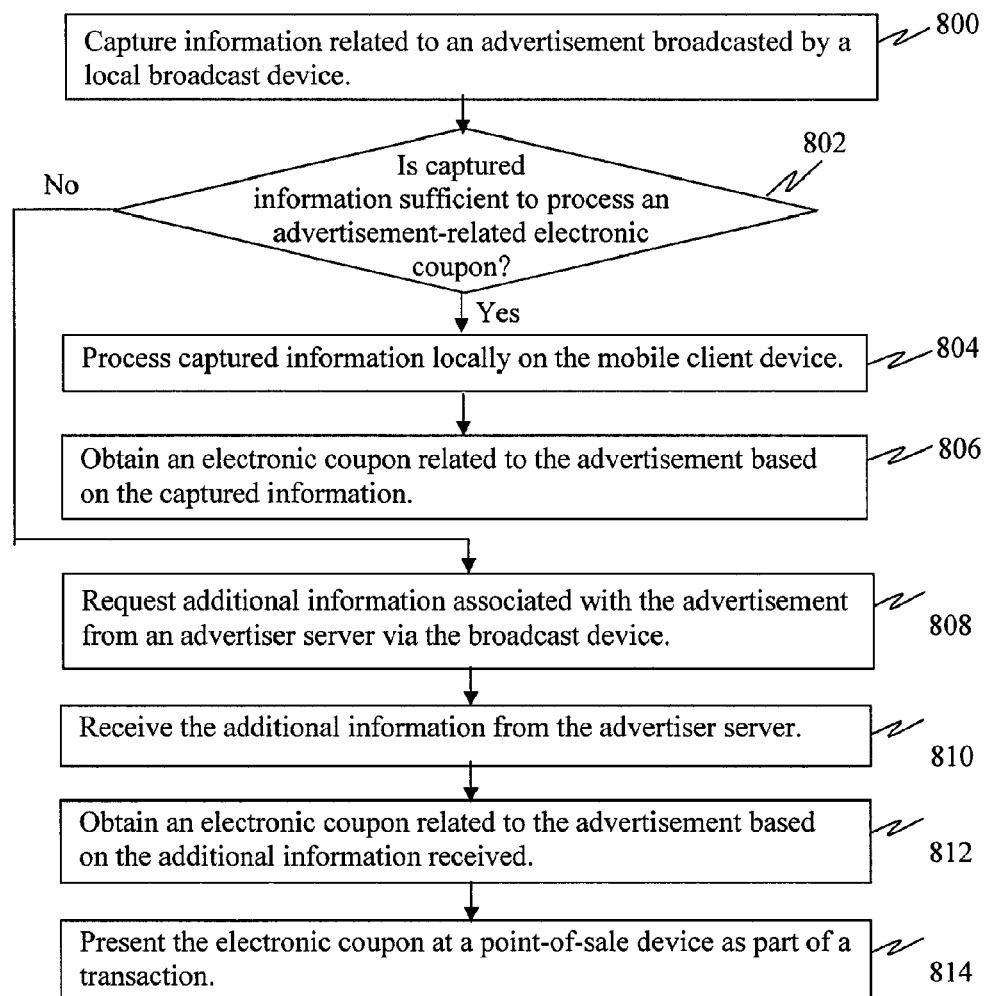 Capture information related to an advertisement broadcasted by a
local broadcast device.
800
802
No
Is captured
information sufficient to process an
advertisement-related electronic
coupon?
Yes
Process captured information locally on the mobile client device.
804
Obtain an electronic coupon related to the advertisement based
on the captured information.
806
Request additional information associated with the advertisement
from an advertiser server via the broadcast device.
808
Receive the additional information from the advertiser server.
810
Obtain an electronic coupon related to the advertisement based
on the additional information received.
812
Present the electronic coupon at a point-of-sale device as part of a
transaction.
814